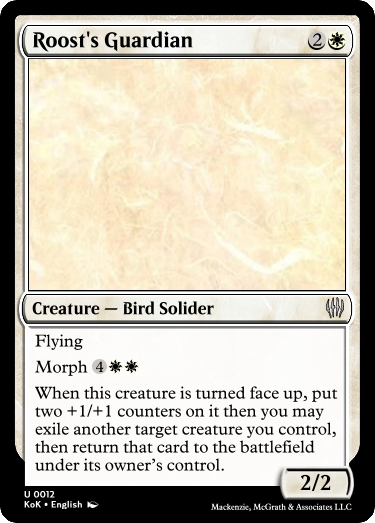 Roost's Guardian 2
Creature — Bird Solider
Flying
Morph 4
When this creature is turned face up, put
two +1/+1 counters on it then you may
exile another target creature you control,
then return that card to the battlefield
under its owner's control.
2/2
U 0012
KoK • English
Mackenzie, McGrath & Associates LLC